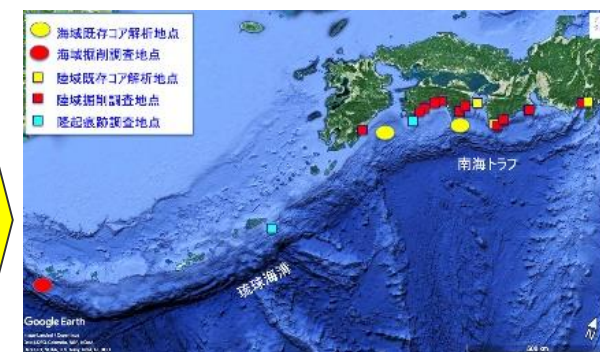 海域既存コア解析地点
海域掘削調査地点
陸域既存コア解析地点
陸域掘削調査地点
隆起痕跡調査地点
南海トラフ
琉球海溝
Google Earth
500 km
N